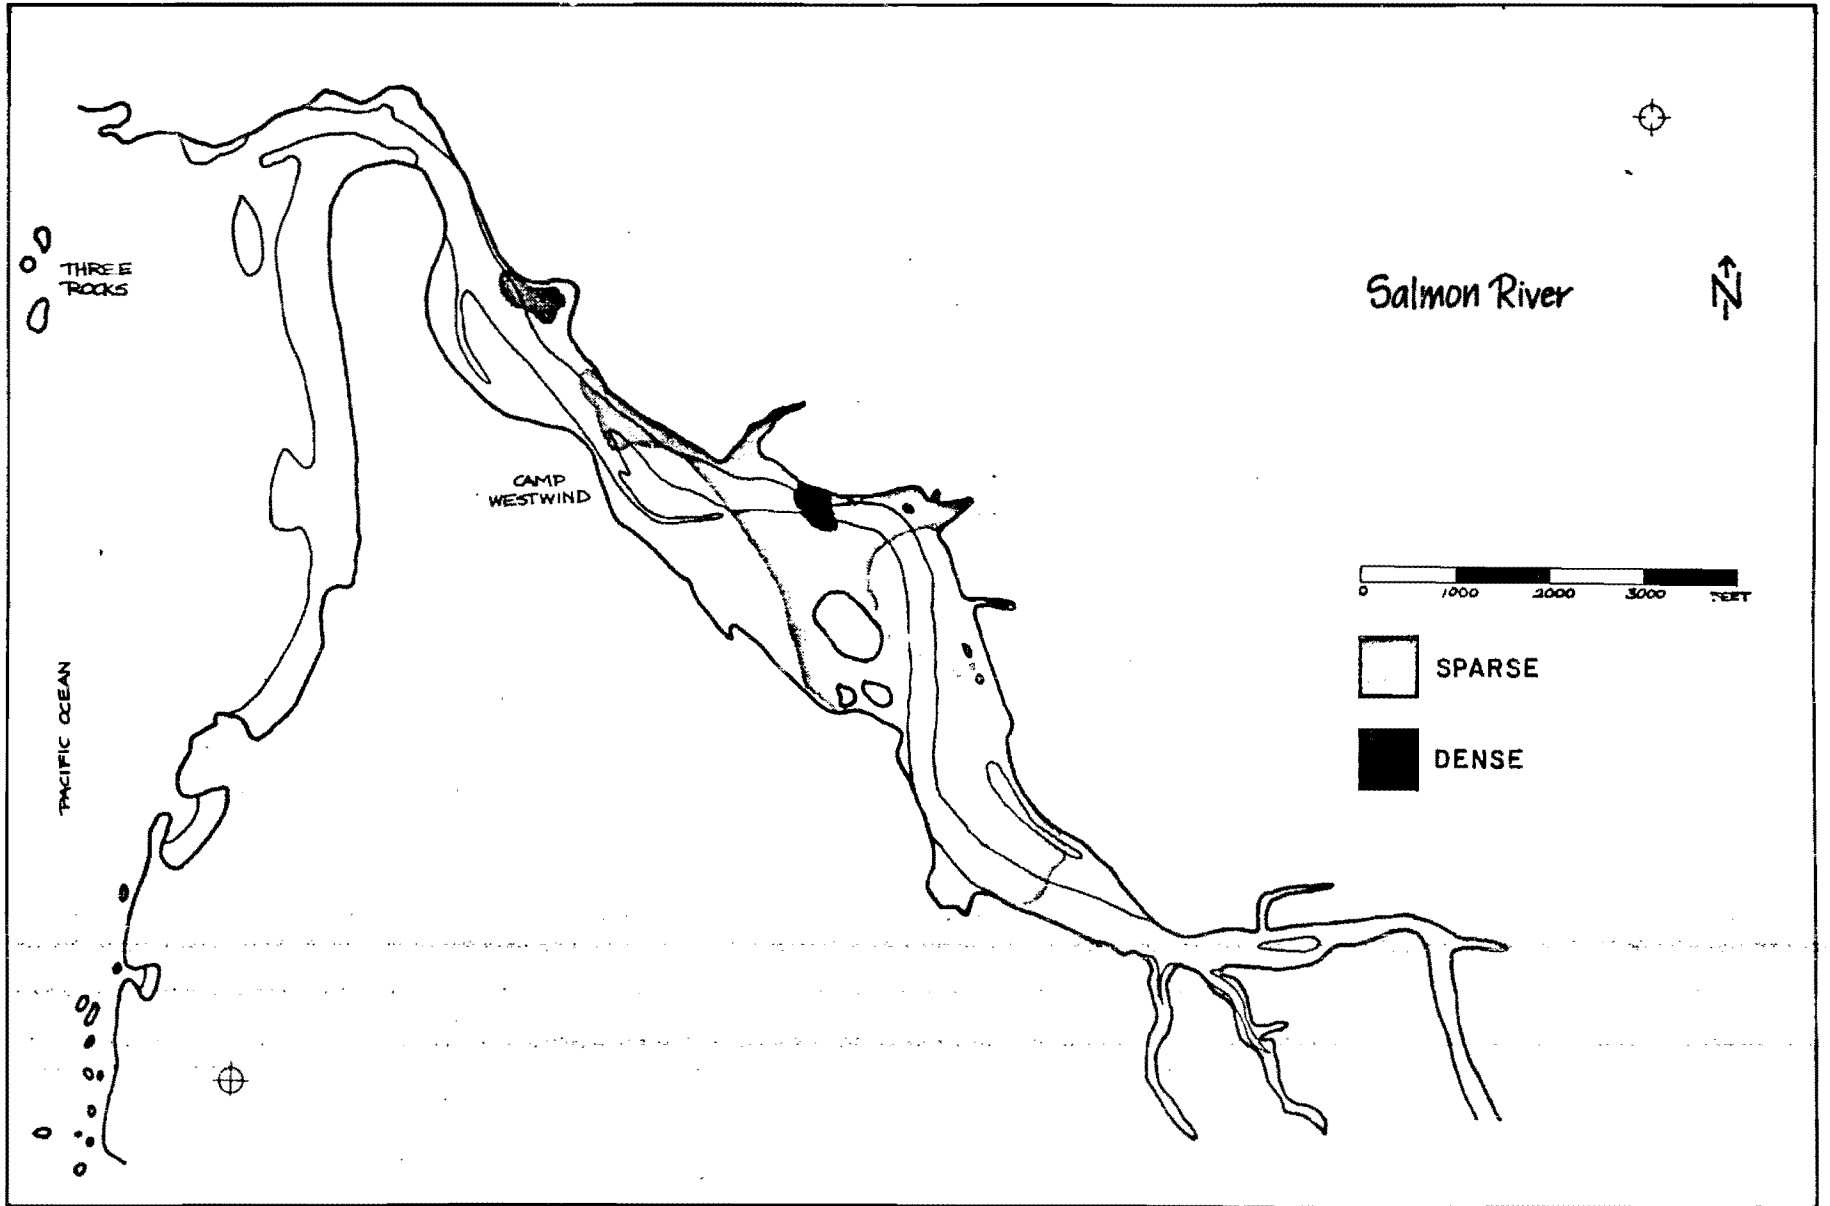 Salmon River
N
THREE
ROCKS
CAMP
WESTWIND
PACIFIC OCEAN
0 1000 2000 3000 FEET
SPARSE
DENSE